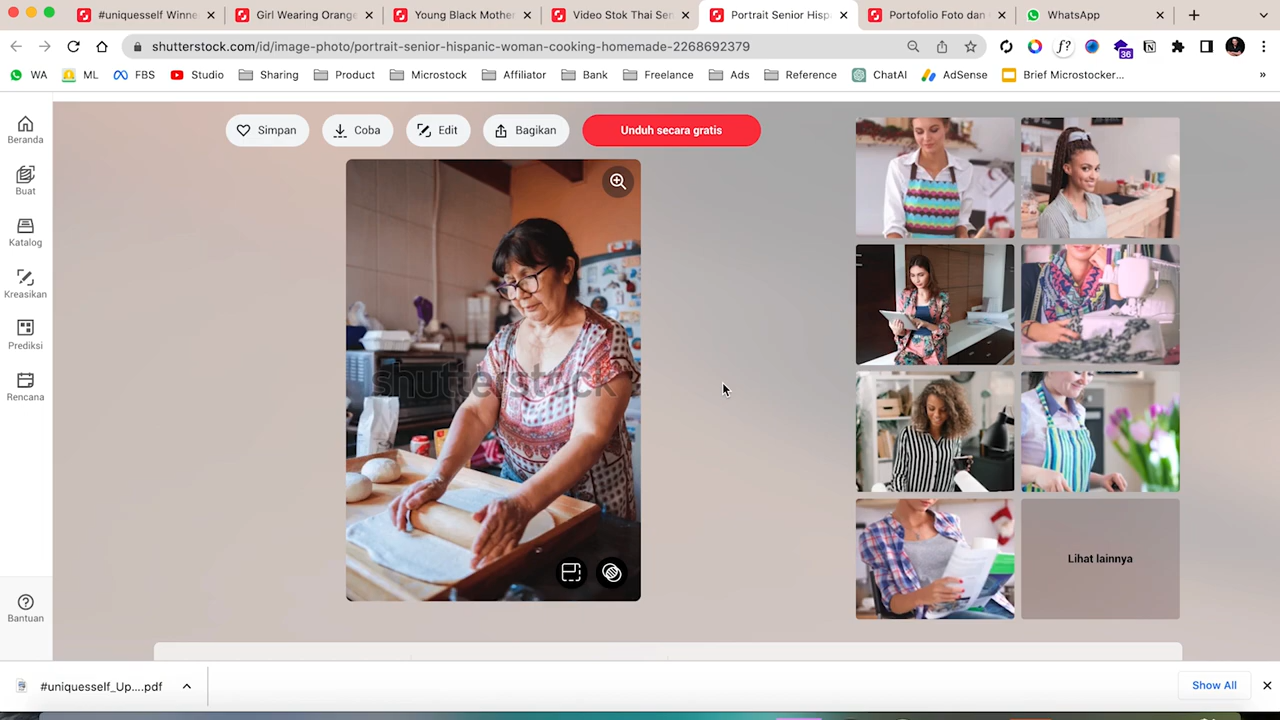 #uniquesself Winne
Girl Wearing Orange
Young Black Mother
Video Stok Thai Sen
Portrait Senior Hisp
Portofolio Foto dan
WhatsApp
shutterstock.com/id/image-photo/portrait-senior-hispanic-woman-cooking-homemade-2268692379
f?
36
WA
ML
FBS
Studio
Sharing
Product
Microstock
Affiliator
Bank
Freelance
Ads
Reference
ChatAI
AdSense
Brief Microstocker...
»
Beranda
Buat
Katalog
Kreasikan
Prediksi
Rencana
Bantuan
Simpan
Coba
Edit
Bagikan
Unduh secara gratis
shutterstock
Lihat lainnya
#uniquesself_Up....pdf
Show All